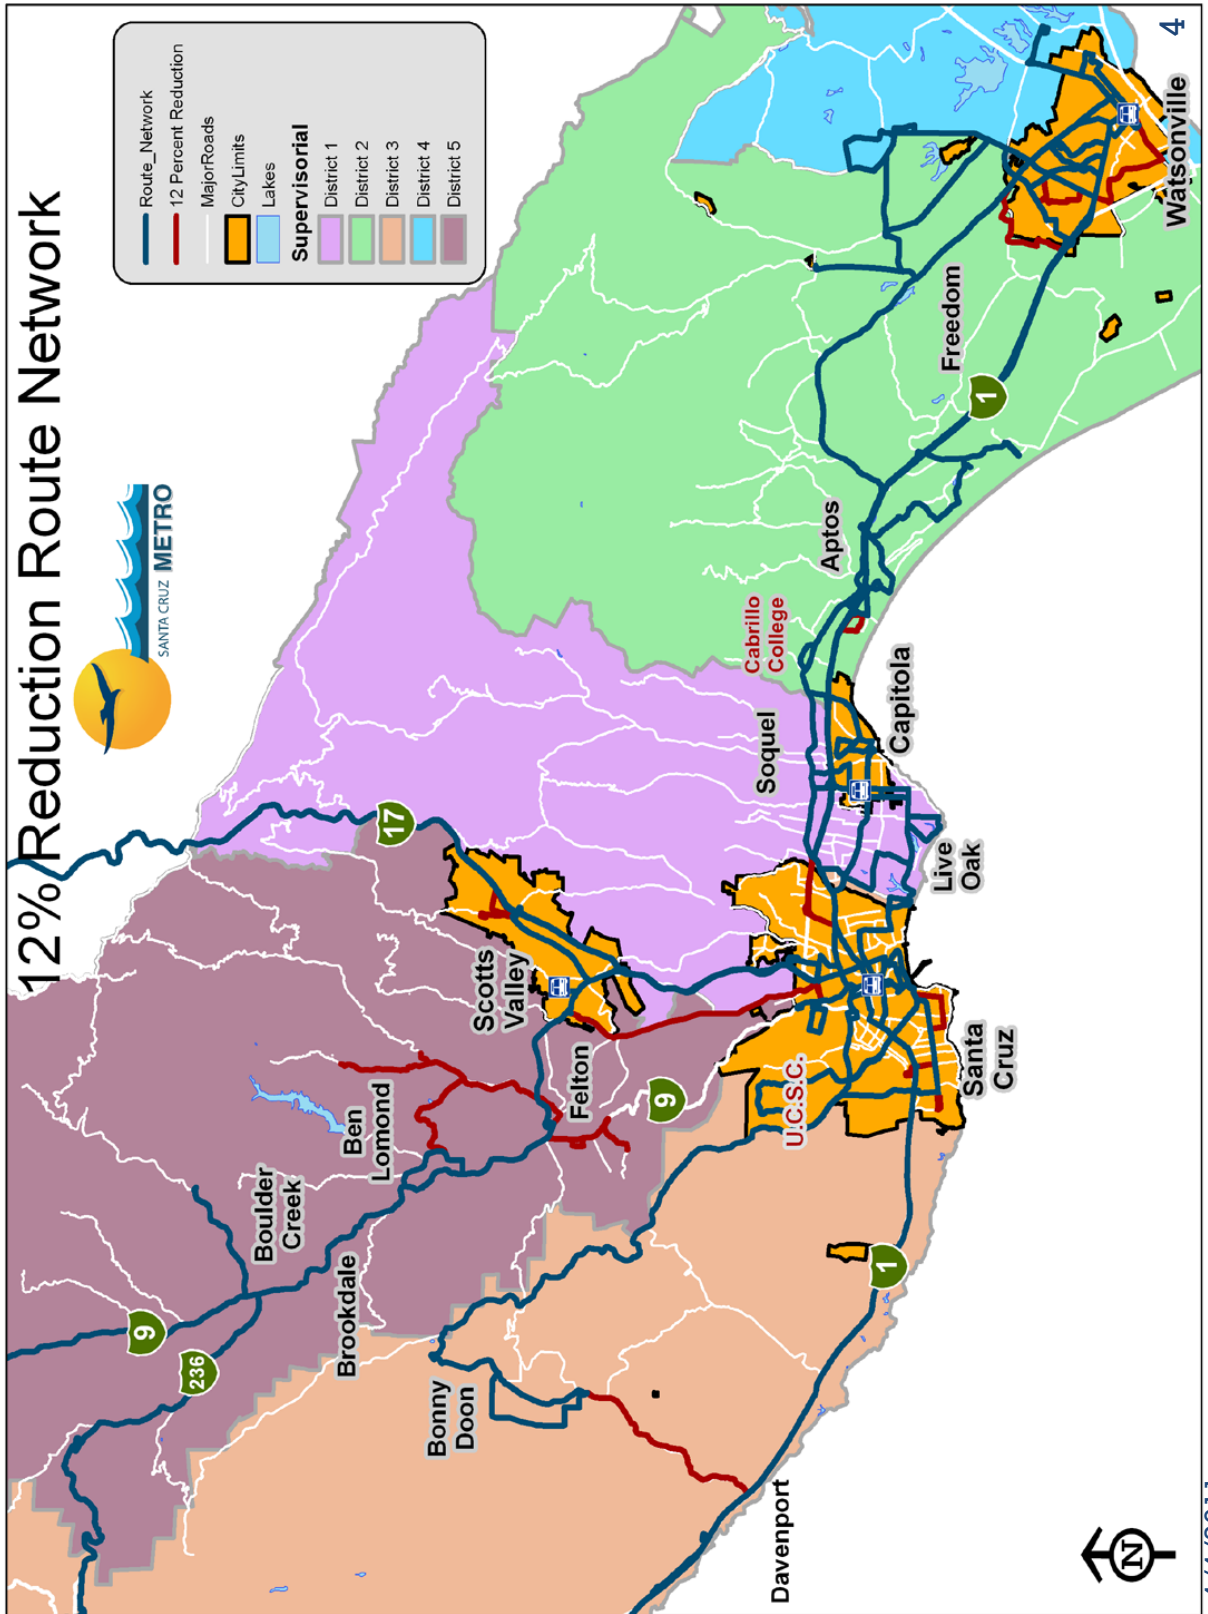 12% Reduction Route Network
SANTA CRUZ METRO
Route_Network
12 Percent Reduction
MajorRoads
CityLimits
Lakes
Supervisorial
District 1
District 2
District 3
District 4
District 5
17
9
236
Boulder
Creek
Brookdale
Ben
Lomond
Scotts
Valley
Felton
9
Bonny
Doon
Davenport
1
U.C.S.C.
Santa
Cruz
Live
Oak
Soquel
Capitola
Cabrillo
College
Aptos
Freedom
1
Watsonville
N
4